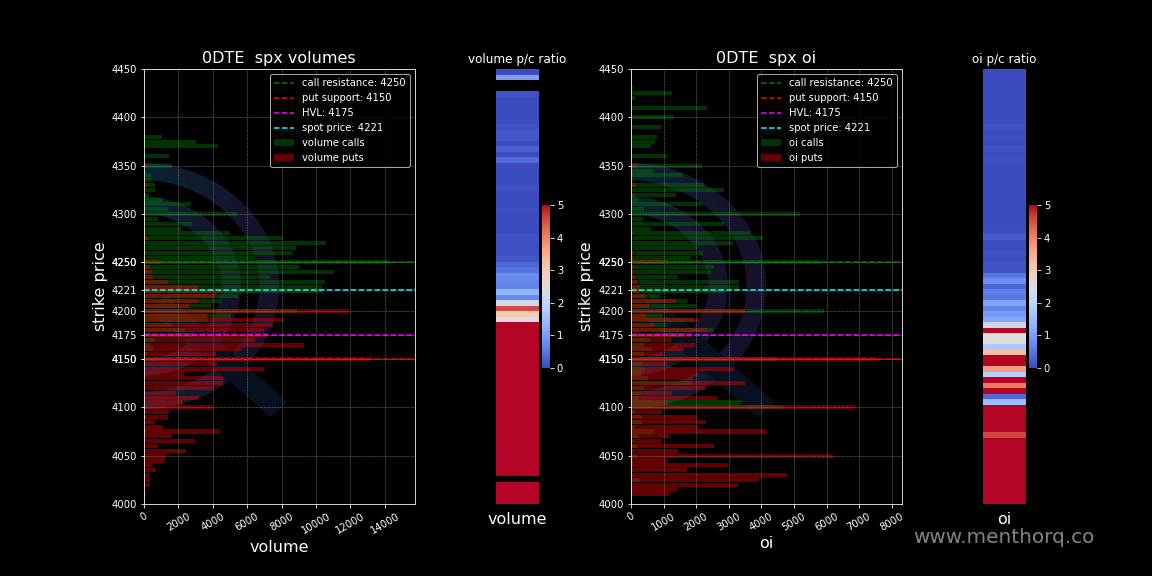 0DTE  spx volumes
volume p/c ratio
0DTE  spx oi
oi p/c ratio
call resistance: 4250
put support: 4150
HVL: 4175
spot price: 4221
volume calls
volume puts
call resistance: 4250
put support: 4150
HVL: 4175
spot price: 4221
oi calls
oi puts
strike price
4450
4400
4350
4300
4250
4221
4200
4175
4150
4100
4050
4000
0
2000
4000
6000
8000
10000
12000
14000
volume
5
4
3
2
1
0
volume
strike price
4450
4400
4350
4300
4250
4221
4200
4175
4150
4100
4050
4000
0
1000
2000
3000
4000
5000
6000
7000
8000
oi
5
4
3
2
1
0
oi
www.menthorq.co